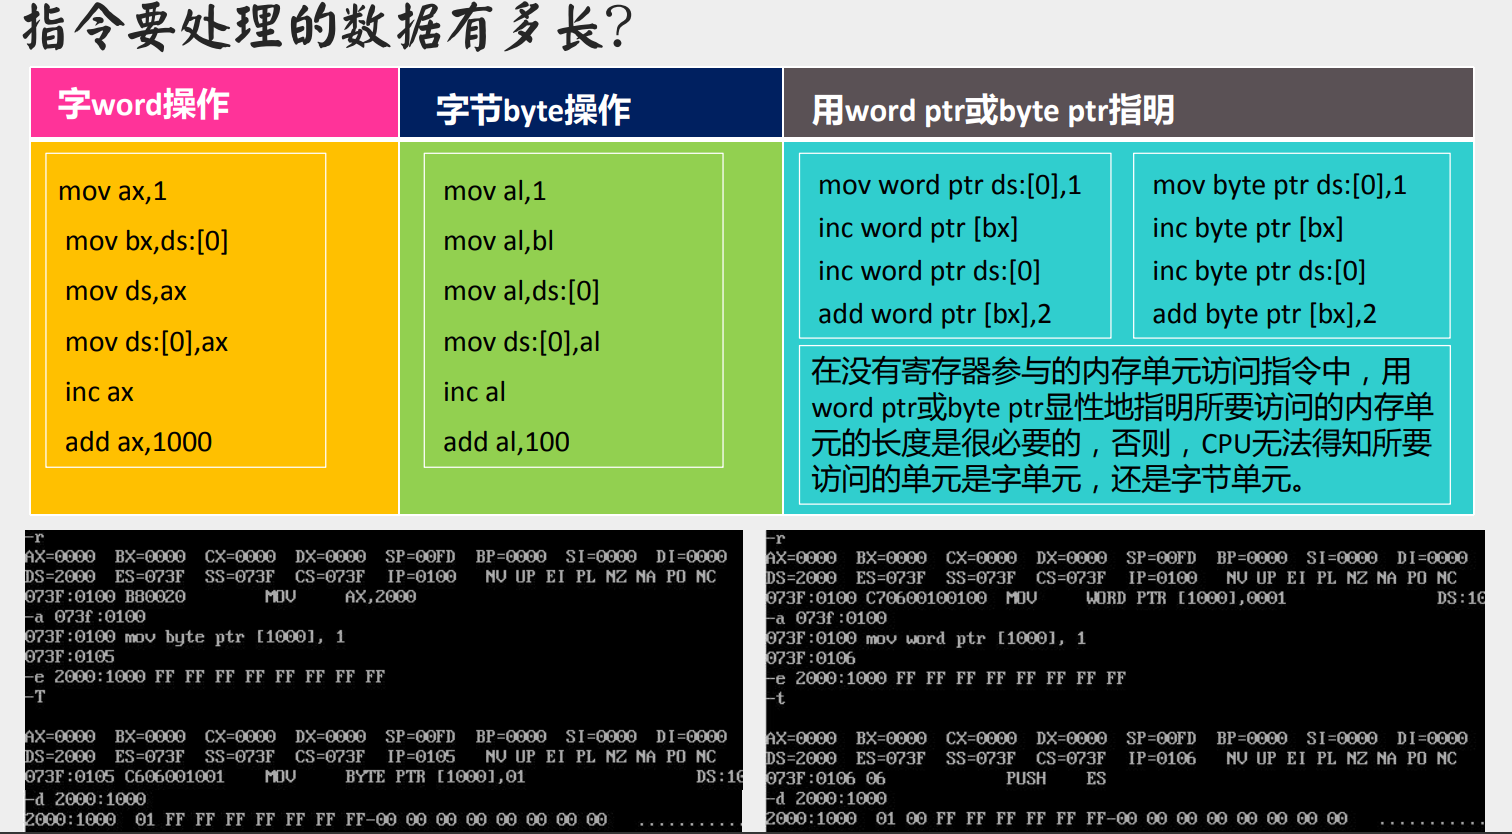 指令要处理的数据有多长?
字word操作
字节byte操作
用word ptr或byte ptr指明
mov ax,1
mov bx,ds:[0]
mov ds,ax
mov ds:[0],ax
inc ax
add ax,1000
mov al,1
mov al,bl
mov al,ds:[0]
mov ds:[0],al
inc al
add al,100
mov word ptr ds:[0],1
inc word ptr [bx]
inc word ptr ds:[0]
add word ptr [bx],2
mov byte ptr ds:[0],1
inc byte ptr [bx]
inc byte ptr ds:[0]
add byte ptr [bx],2
在没有寄存器参与的内存单元访问指令中，用
word ptr或byte ptr显性地指明所要访问的内存单
元的长度是很必要的，否则，CPU无法得知所要
访问的单元是字单元，还是字节单元。
-r
AX=0000 BX=0000 CX=0000 DX=0000 SP=00FD BP=0000 SI=0000 DI=0000
DS=2000 ES=073F SS=073F CS=073F IP=0100 NV UP EI PL NZ NA PO NC
073F:0100 B80020 MOV AX,2000
-a 073f:0100
073F:0100 mov byte ptr [1000], 1
073F:0105
-e 2000:1000 FF FF FF FF FF FF FF FF
-T
AX=0000 BX=0000 CX=0000 DX=0000 SP=00FD BP=0000 SI=0000 DI=0000
DS=2000 ES=073F SS=073F CS=073F IP=0105 NV UP EI PL NZ NA PO NC
073F:0105 C606001001 MOV BYTE PTR [1000],01 DS:10
-d 2000:1000
2000:1000 01 FF FF FF FF FF FF FF-00 00 00 00 00 00 00 00 ...........
-r
AX=0000 BX=0000 CX=0000 DX=0000 SP=00FD BP=0000 SI=0000 DI=0000
DS=2000 ES=073F SS=073F CS=073F IP=0100 NV UP EI PL NZ NA PO NC
073F:0100 C70600100100 MOV WORD PTR [1000],0001 DS:10
-a 073f:0100
073F:0100 mov word ptr [1000], 1
073F:0106
-e 2000:1000 FF FF FF FF FF FF FF FF
-t
AX=0000 BX=0000 CX=0000 DX=0000 SP=00FD BP=0000 SI=0000 DI=0000
DS=2000 ES=073F SS=073F CS=073F IP=0106 NV UP EI PL NZ NA PO NC
073F:0106 06 PUSH ES
-d 2000:1000
2000:1000 01 00 FF FF FF FF FF FF-00 00 00 00 00 00 00 00 ...........